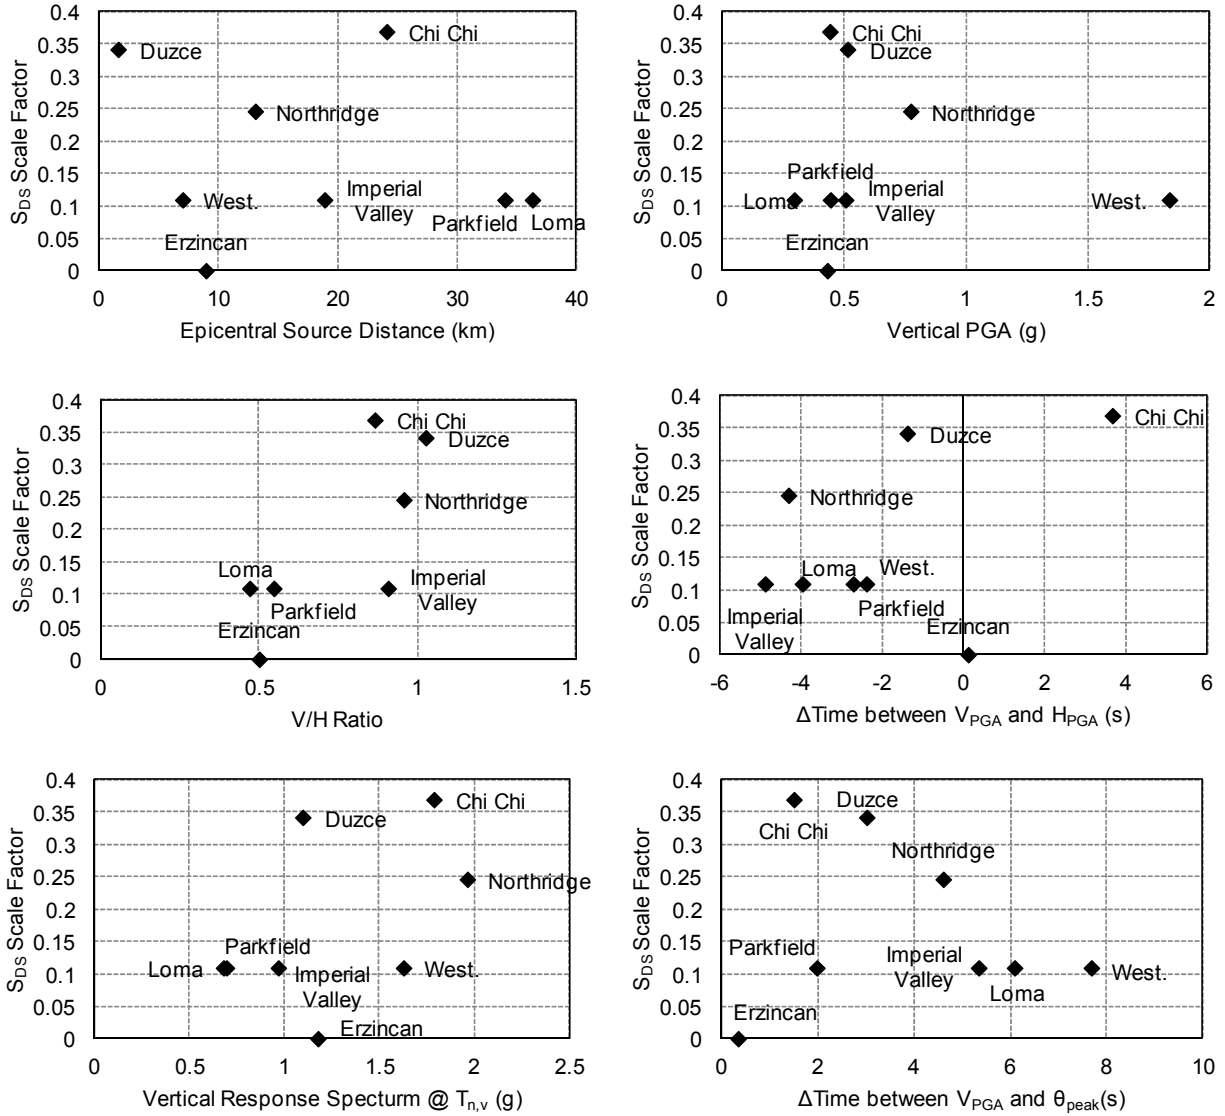 0.4
0.35
0.3
0.25
0.2
0.15
0.1
0.05
0
S_DS Scale Factor
Chi Chi
Duzce
Northridge
West.
Imperial
Valley
Parkfield
Loma
Erzincan
0
10
20
30
40
Epicentral Source Distance (km)
0.4
0.35
0.3
0.25
0.2
0.15
0.1
0.05
0
S_DS Scale Factor
Chi Chi
Duzce
Northridge
Parkfield
Loma
Imperial
Valley
West.
Erzincan
0
0.5
1
1.5
2
Vertical PGA (g)
0.4
0.35
0.3
0.25
0.2
0.15
0.1
0.05
0
S_DS Scale Factor
Chi Chi
Duzce
Northridge
Loma
Parkfield
Imperial
Valley
Erzincan
0
0.5
1
1.5
V/H Ratio
0.4
0.35
0.3
0.25
0.2
0.15
0.1
0.05
0
S_DS Scale Factor
Chi Chi
Duzce
Northridge
Loma
West.
Imperial
Valley
Parkfield
Erzincan
-6
-4
-2
0
2
4
6
ΔTime between V_PGA and H_PGA (s)
0.4
0.35
0.3
0.25
0.2
0.15
0.1
0.05
0
S_DS Scale Factor
Chi Chi
Duzce
Northridge
Parkfield
Loma
Imperial
Valley
West.
Erzincan
0
0.5
1
1.5
2
2.5
Vertical Response Specturm @ T_n,v (g)
0.4
0.35
0.3
0.25
0.2
0.15
0.1
0.05
0
S_DS Scale Factor
Duzce
Chi Chi
Northridge
Parkfield
Imperial
Valley
Loma
West.
Erzincan
0
2
4
6
8
10
ΔTime between V_PGA and θ_peak(s)